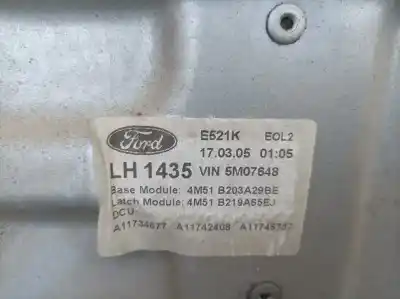 Ford E521K EOL2
17.03.05 01:05
LH 1435 VIN 5M07648
Base Module: 4M51 B203A29BE
Latch Module: 4M51 B219A65EJ
DCU:
A11734677 A11742408